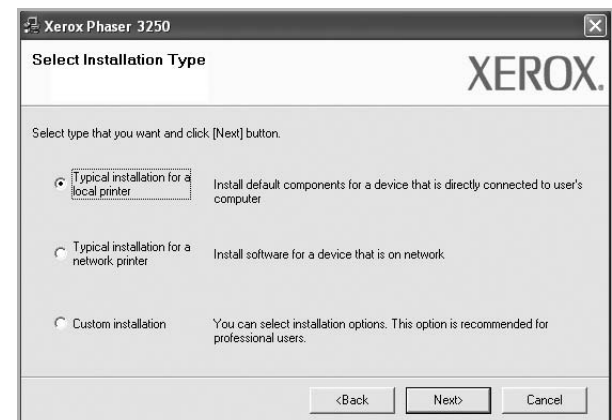 Xerox Phaser 3250
Select Installation Type
XEROX.
Select type that you want and click [Next] button.
Typical installation for a
local printer
Install default components for a device that is directly connected to user's
computer
Typical installation for a
network printer
Install software for a device that is on network
Custom installation
You can select installation options. This option is recommended for
professional users.
<Back
Next>
Cancel